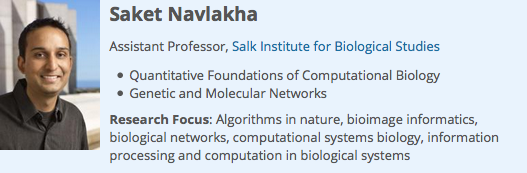 Saket Navlakha
Assistant Professor, Salk Institute for Biological Studies
• Quantitative Foundations of Computational Biology
• Genetic and Molecular Networks
Research Focus: Algorithms in nature, bioimage informatics,
biological networks, computational systems biology, information
processing and computation in biological systems